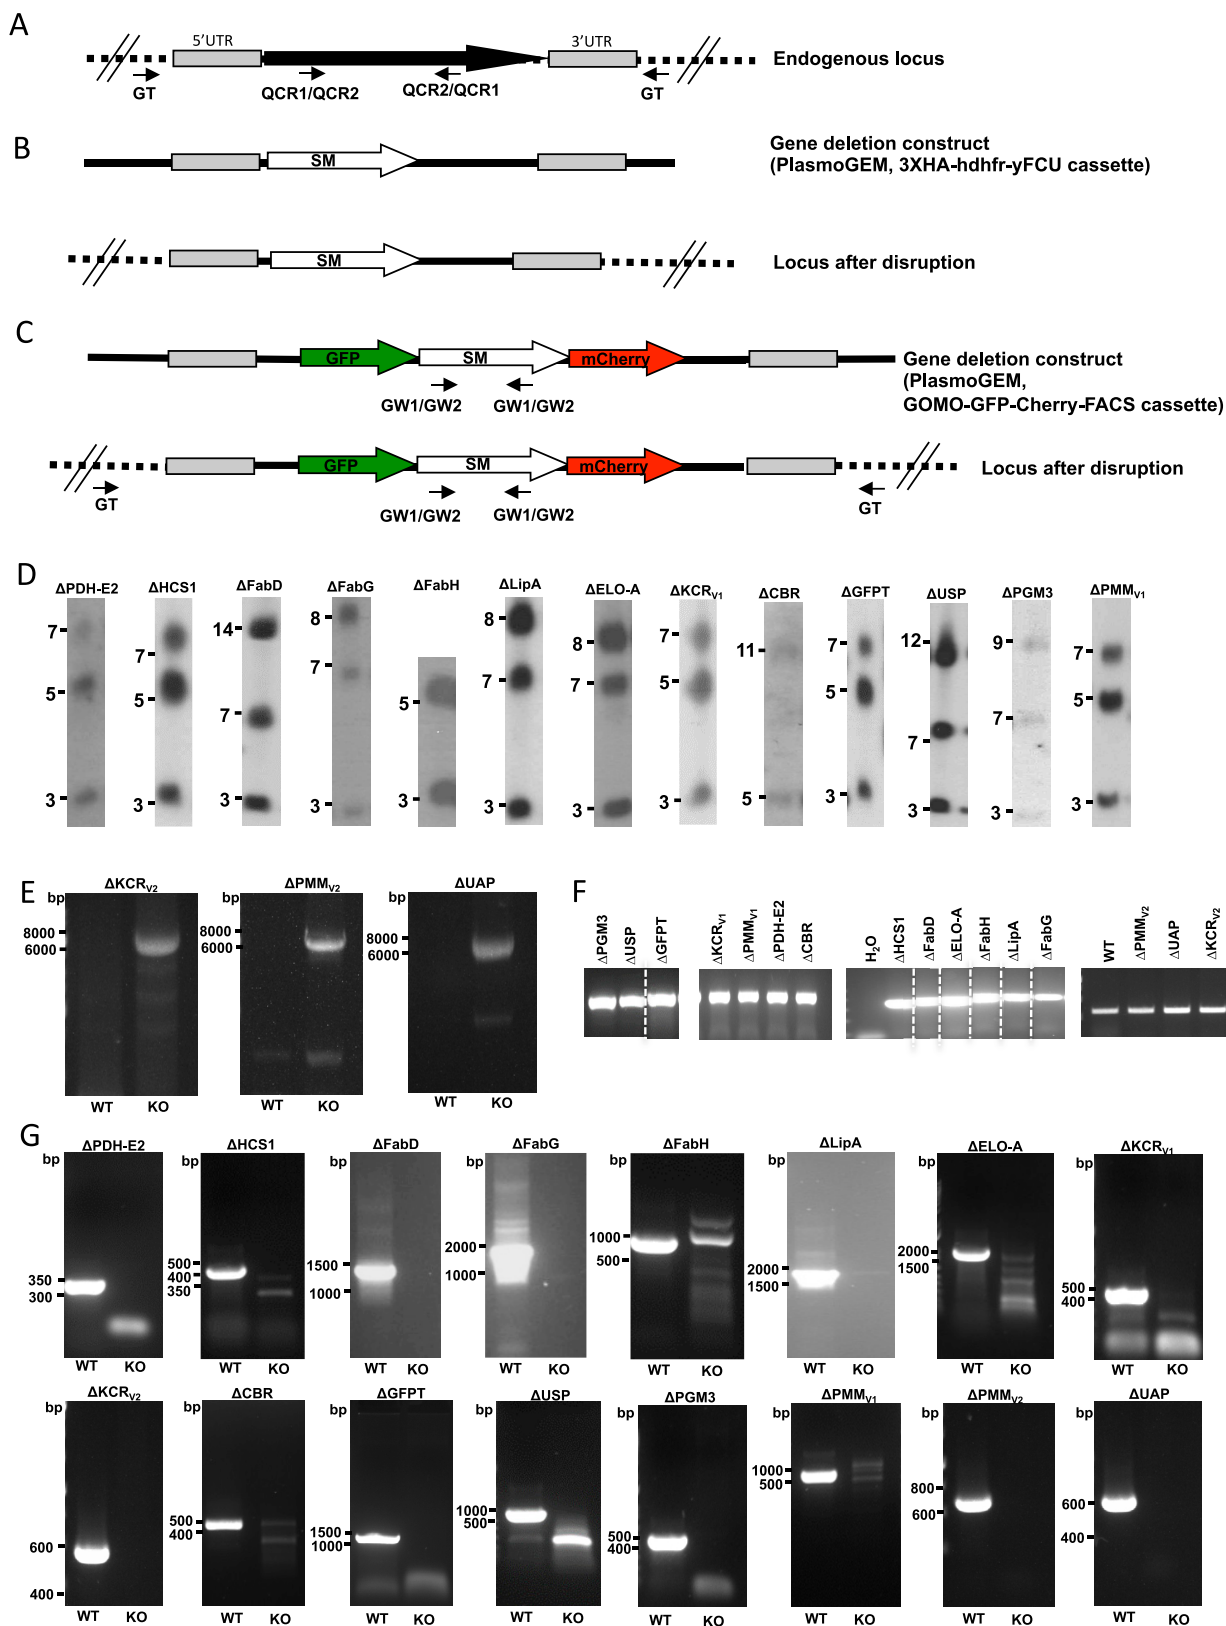 A
5'UTR
3'UTR
Endogenous locus
GT
QCR1/QCR2
QCR2/QCR1
GT
B
SM
Gene deletion construct
(PlasmoGEM, 3XHA-hdhfr-yFCU cassette)
SM
Locus after disruption
C
GFP
SM
mCherry
Gene deletion construct
(PlasmoGEM,
GOMO-GFP-Cherry-FACS cassette)
GW1/GW2
GW1/GW2
GFP
SM
mCherry
Locus after disruption
GT
GW1/GW2
GW1/GW2
GT
D
ΔPDH-E2
7
5
3
ΔHCS1
7
5
3
ΔFabD
14
7
3
ΔFabG
8
7
3
ΔFabH
5
3
ΔLipA
8
7
3
ΔELO-A
8
7
3
ΔKCRV1
7
5
3
ΔCBR
11
5
ΔGFPT
7
5
3
ΔUSP
12
7
3
ΔPGM3
9
7
3
ΔPMMV1
7
5
3
E
ΔKCRV2
bp
8000
6000
WT
KO
ΔPMMV2
bp
8000
6000
WT
KO
ΔUAP
bp
8000
6000
WT
KO
F
ΔPGM3
ΔUSP
ΔGFPT
ΔKCRV1
ΔPMMV1
ΔPDH-E2
ΔCBR
H2O
ΔHCS1
ΔFabD
ΔELO-A
ΔFabH
ΔLipA
ΔFabG
WT
ΔPMMV2
ΔUAP
ΔKCRV2
G
ΔPDH-E2
bp
350
300
WT
KO
ΔHCS1
bp
500
400
350
WT
KO
ΔFabD
bp
1500
1000
WT
KO
ΔFabG
bp
2000
1000
WT
KO
ΔFabH
bp
1000
500
WT
KO
ΔLipA
bp
2000
1500
WT
KO
ΔELO-A
bp
2000
1500
WT
KO
ΔKCRV1
bp
500
400
WT
KO
ΔKCRV2
bp
600
400
WT
KO
ΔCBR
bp
500
400
WT
KO
ΔGFPT
bp
1500
1000
WT
KO
ΔUSP
bp
1000
500
WT
KO
ΔPGM3
bp
500
400
WT
KO
ΔPMMV1
bp
1000
500
WT
KO
ΔPMMV2
bp
800
600
WT
KO
ΔUAP
bp
600
400
WT
KO